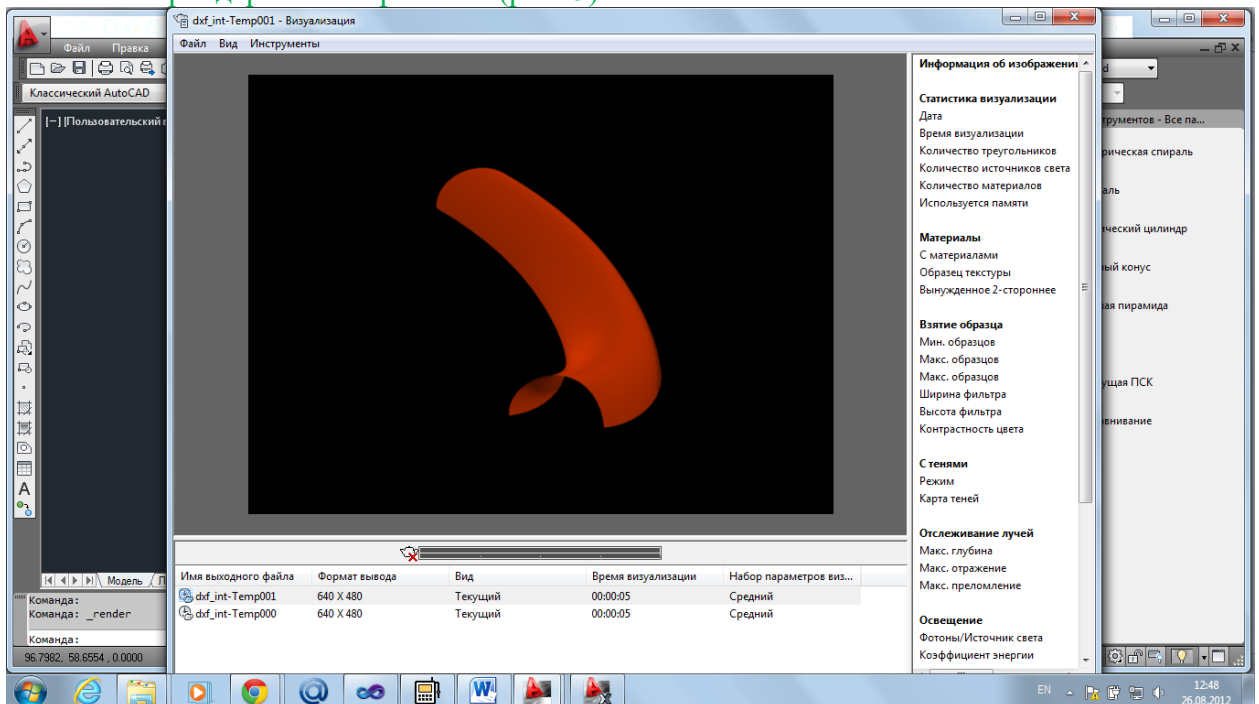 dxf_int-Temp001 - Визуализация
Файл Вид Инструменты
Файл Правка
Классический AutoCAD
[-] [Пользовательский в
Информация об изображени
Статистика визуализации
Дата
Время визуализации
Количество треугольников
Количество источников света
Количество материалов
Используется памяти
Материалы
С материалами
Образец текстуры
Вынужденное 2-стороннее
Взятие образца
Мин. образцов
Макс. образцов
Макс. образцов
Ширина фильтра
Высота фильтра
Контрастность цвета
С тенями
Режим
Карта теней
Отслеживание лучей
Макс. глубина
Макс. отражение
Макс. преломление
Освещение
Фотоны/Источник света
Коэффициент энергии
d
трументов - Все па...
рическая спираль
аль
ический цилиндр
ый конус
ая пирамида
ущая ПСК
внивание
Имя выходного файла Формат вывода Вид Время визуализации Набор параметров виз...
dxf_int-Temp001 640 X 480 Текущий 00:00:05 Средний
dxf_int-Temp000 640 X 480 Текущий 00:00:05 Средний
Модель Л
Команда:
Команда: _render
Команда:
96.7982, 58.6554 , 0.0000
EN
12:48
26.08.2012